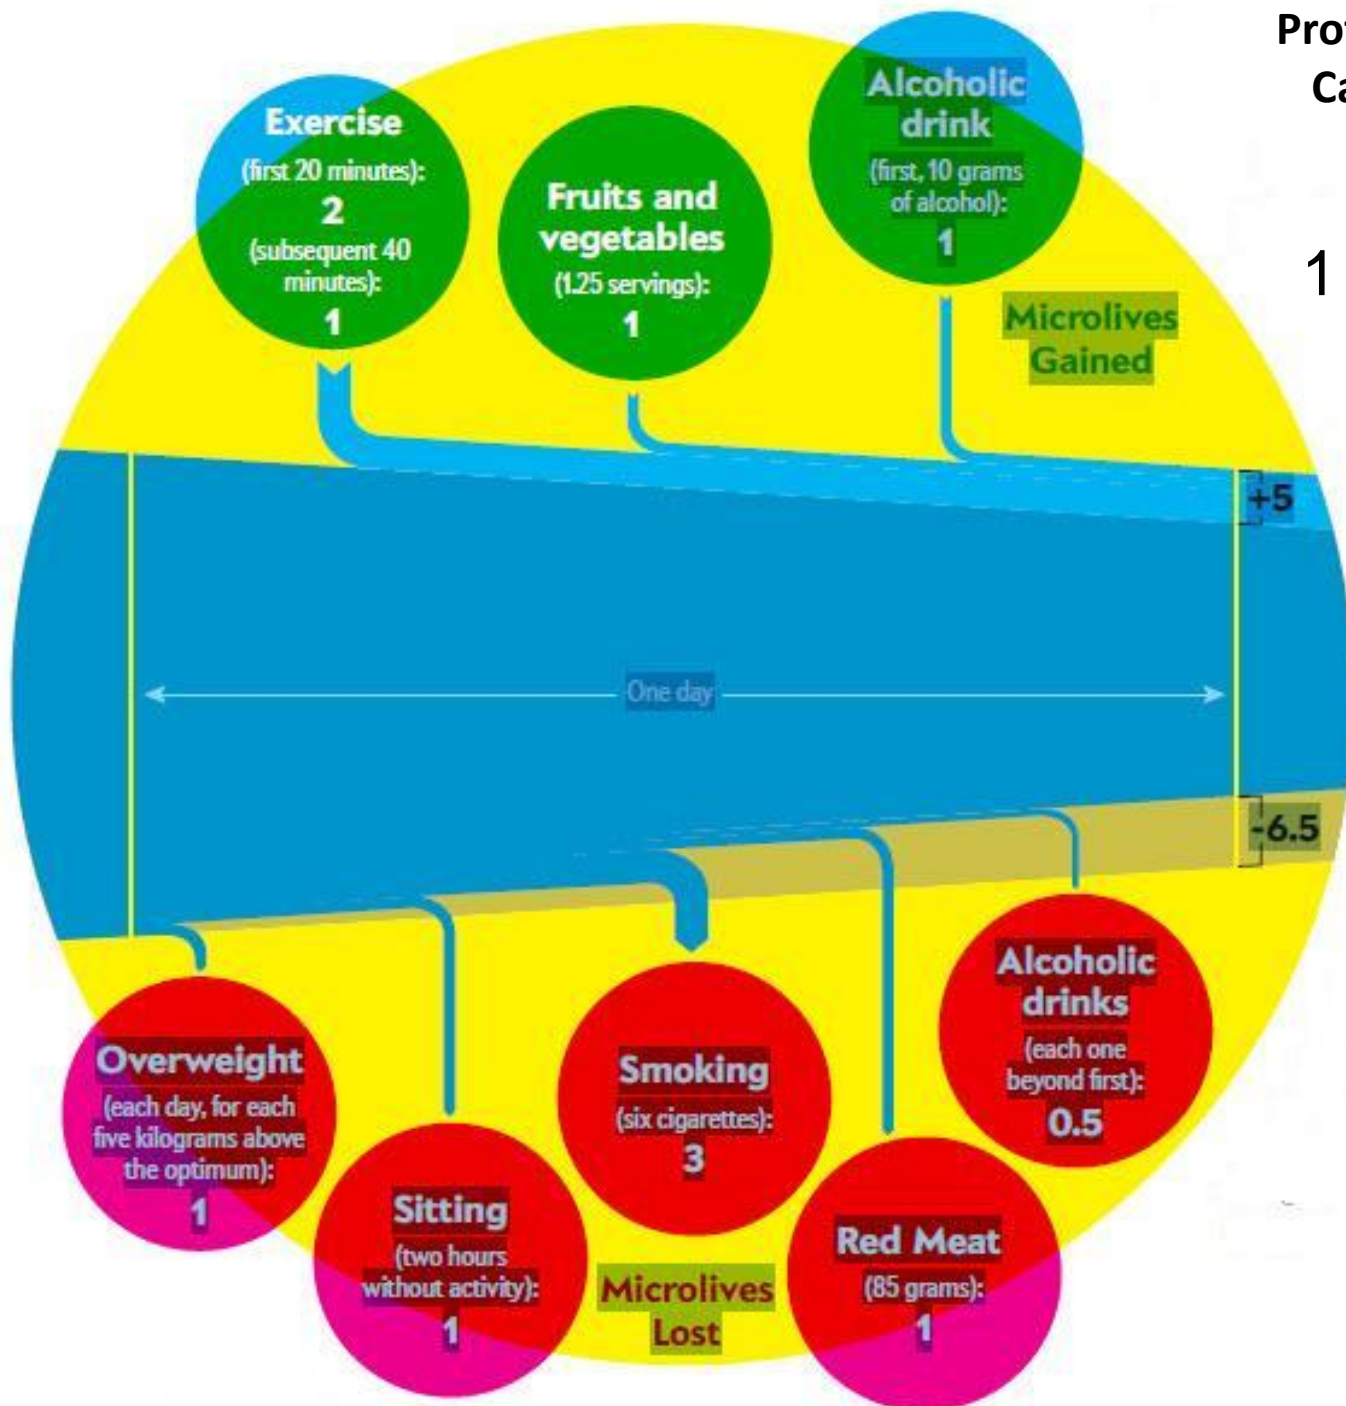 Exercise
(first 20 minutes):
2
(subsequent 40
minutes):
1
Fruits and
vegetables
(1.25 servings):
1
Alcoholic
drink
(first, 10 grams
of alcohol):
1
Microlives
Gained
1
+5
One day
-6.5
Overweight
(each day, for each
five kilograms above
the optimum):
1
Sitting
(two hours
without activity):
1
Smoking
(six cigarettes):
3
Microlives
Lost
Red Meat
(85 grams):
1
Alcoholic
drinks
(each one
beyond first):
0.5